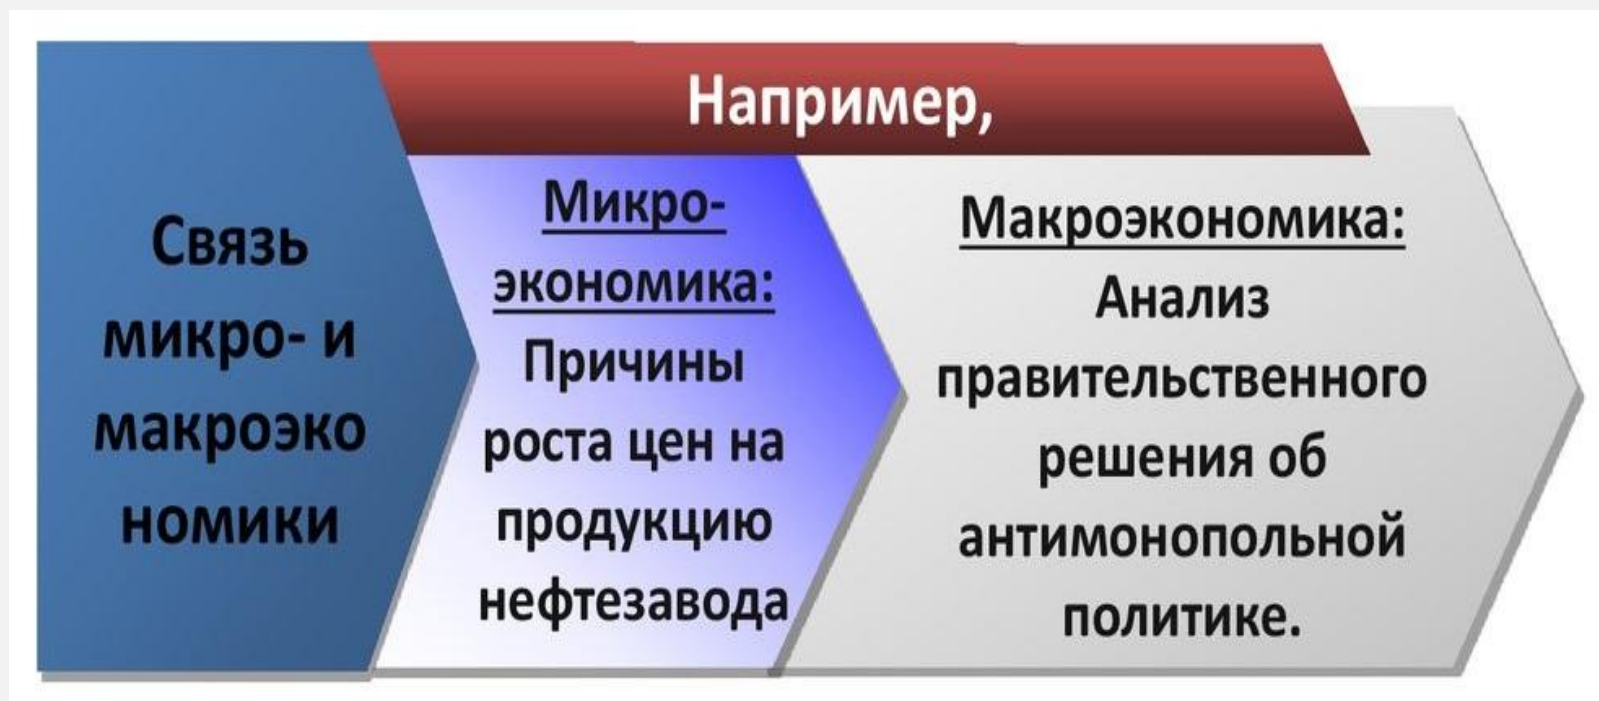 Например,
Связь
микро- и
макроэко
номики
Микро-
экономика:
Причины
роста цен на
продукцию
нефтезавода
Макроэкономика:
Анализ
правительственного
решения об
антимонопольной
политике.